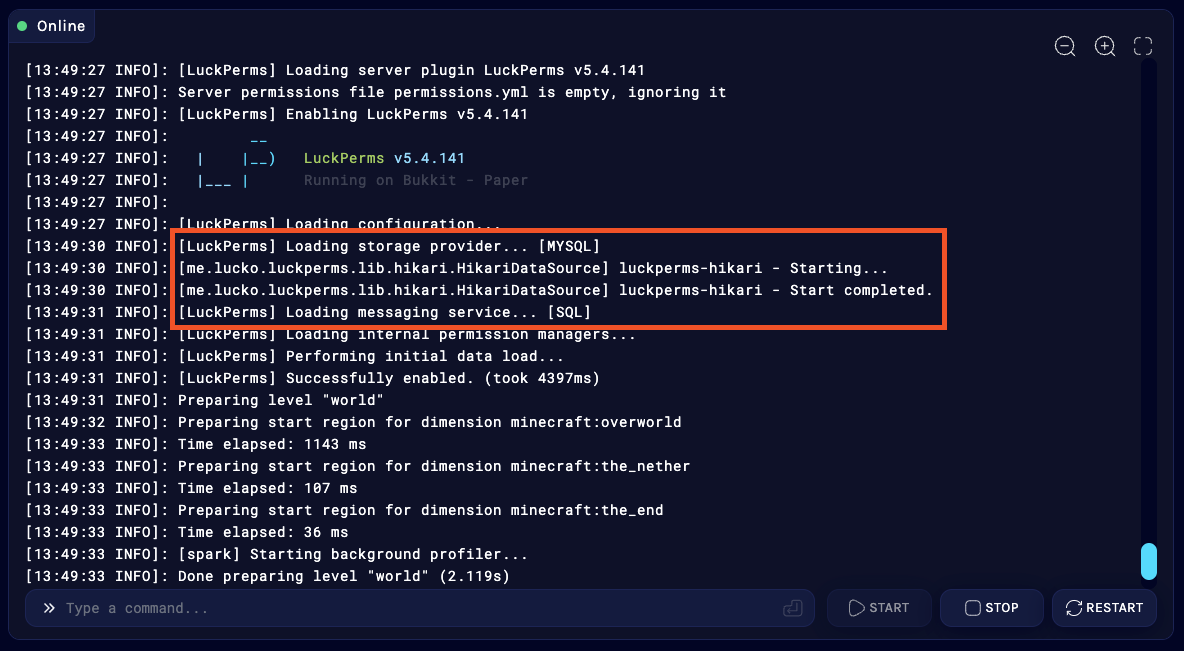 Online
[13:49:27 INFO]: [LuckPerms] Loading server plugin LuckPerms v5.4.141
[13:49:27 INFO]: Server permissions file permissions.yml is empty, ignoring it
[13:49:27 INFO]: [LuckPerms] Enabling LuckPerms v5.4.141
[13:49:27 INFO]:         __
[13:49:27 INFO]:   |    |__)   LuckPerms v5.4.141
[13:49:27 INFO]:   |___ |      Running on Bukkit - Paper
[13:49:27 INFO]:
[13:49:27 INFO]: [LuckPerms] Loading configuration...
[13:49:30 INFO]: [LuckPerms] Loading storage provider... [MYSQL]
[13:49:30 INFO]: [me.lucko.luckperms.lib.hikari.HikariDataSource] luckperms-hikari - Starting...
[13:49:30 INFO]: [me.lucko.luckperms.lib.hikari.HikariDataSource] luckperms-hikari - Start completed.
[13:49:31 INFO]: [LuckPerms] Loading messaging service... [SQL]
[13:49:31 INFO]: [LuckPerms] Loading internal permission managers...
[13:49:31 INFO]: [LuckPerms] Performing initial data load...
[13:49:31 INFO]: [LuckPerms] Successfully enabled. (took 4397ms)
[13:49:31 INFO]: Preparing level "world"
[13:49:32 INFO]: Preparing start region for dimension minecraft:overworld
[13:49:33 INFO]: Time elapsed: 1143 ms
[13:49:33 INFO]: Preparing start region for dimension minecraft:the_nether
[13:49:33 INFO]: Time elapsed: 107 ms
[13:49:33 INFO]: Preparing start region for dimension minecraft:the_end
[13:49:33 INFO]: Time elapsed: 36 ms
[13:49:33 INFO]: [spark] Starting background profiler...
[13:49:33 INFO]: Done preparing level "world" (2.119s)
» Type a command...
START
STOP
RESTART